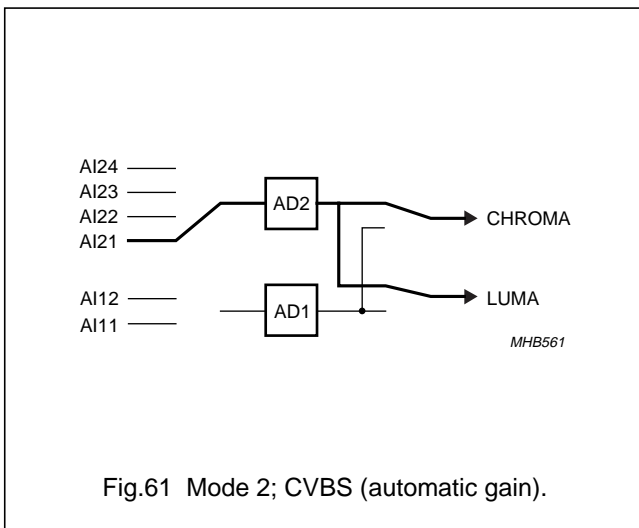 AI24
AI23
AI22
AI21
AD2
CHROMA
AI12
AI11
AD1
LUMA
MHB561
Fig.61 Mode 2; CVBS (automatic gain).